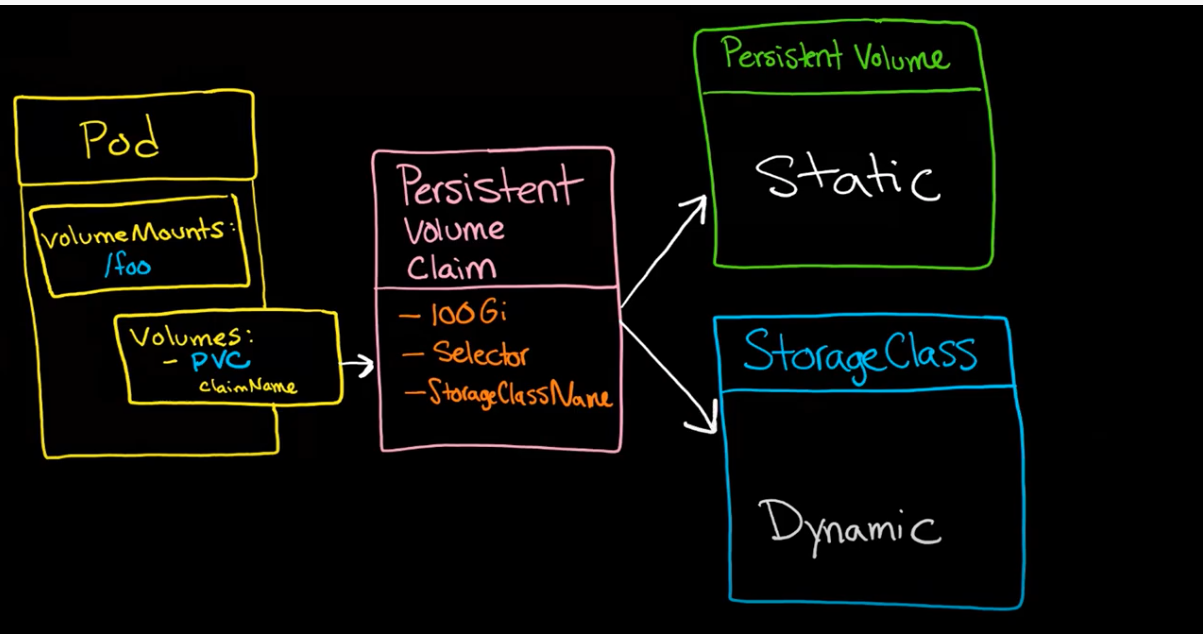 Pod
volumeMounts:
/foo
Volumes:
- PVC
claimName
Persistent
Volume
Claim
- 100Gi
- Selector
- StorageClassName
Persistent Volume
Static
StorageClass
Dynamic